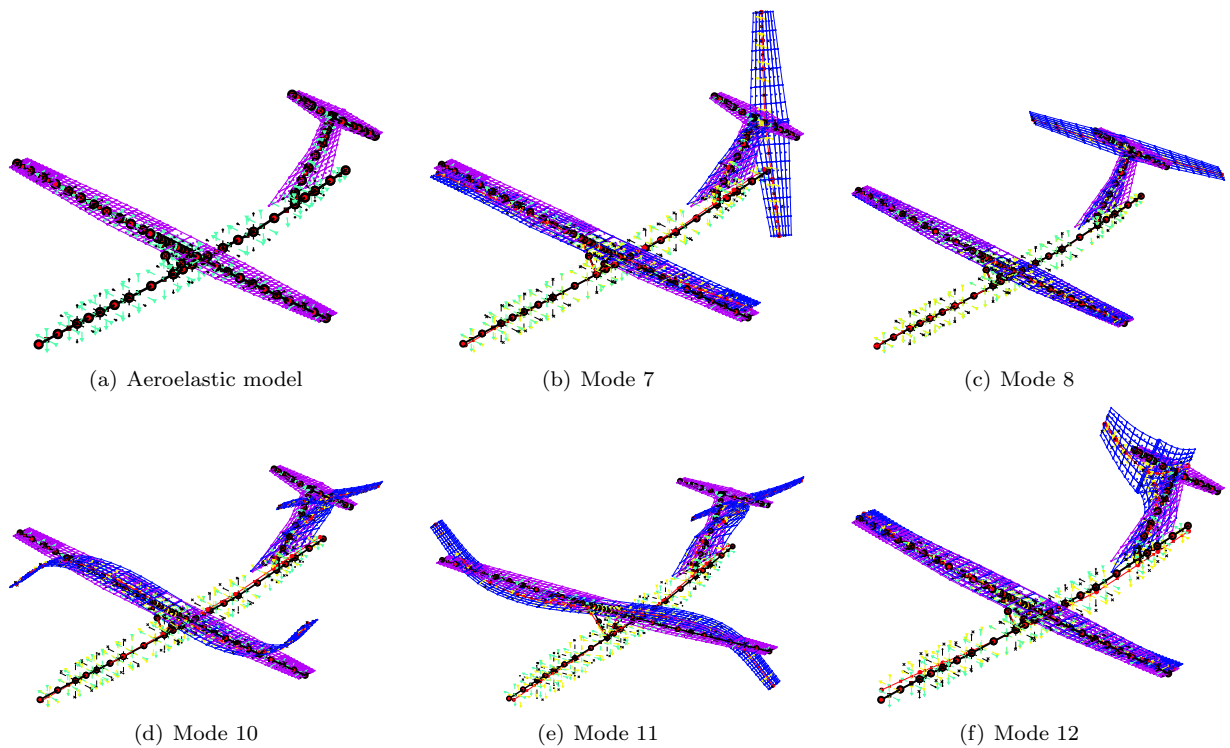 (a) Aeroelastic model
(b) Mode 7
(c) Mode 8
(d) Mode 10
(e) Mode 11
(f) Mode 12